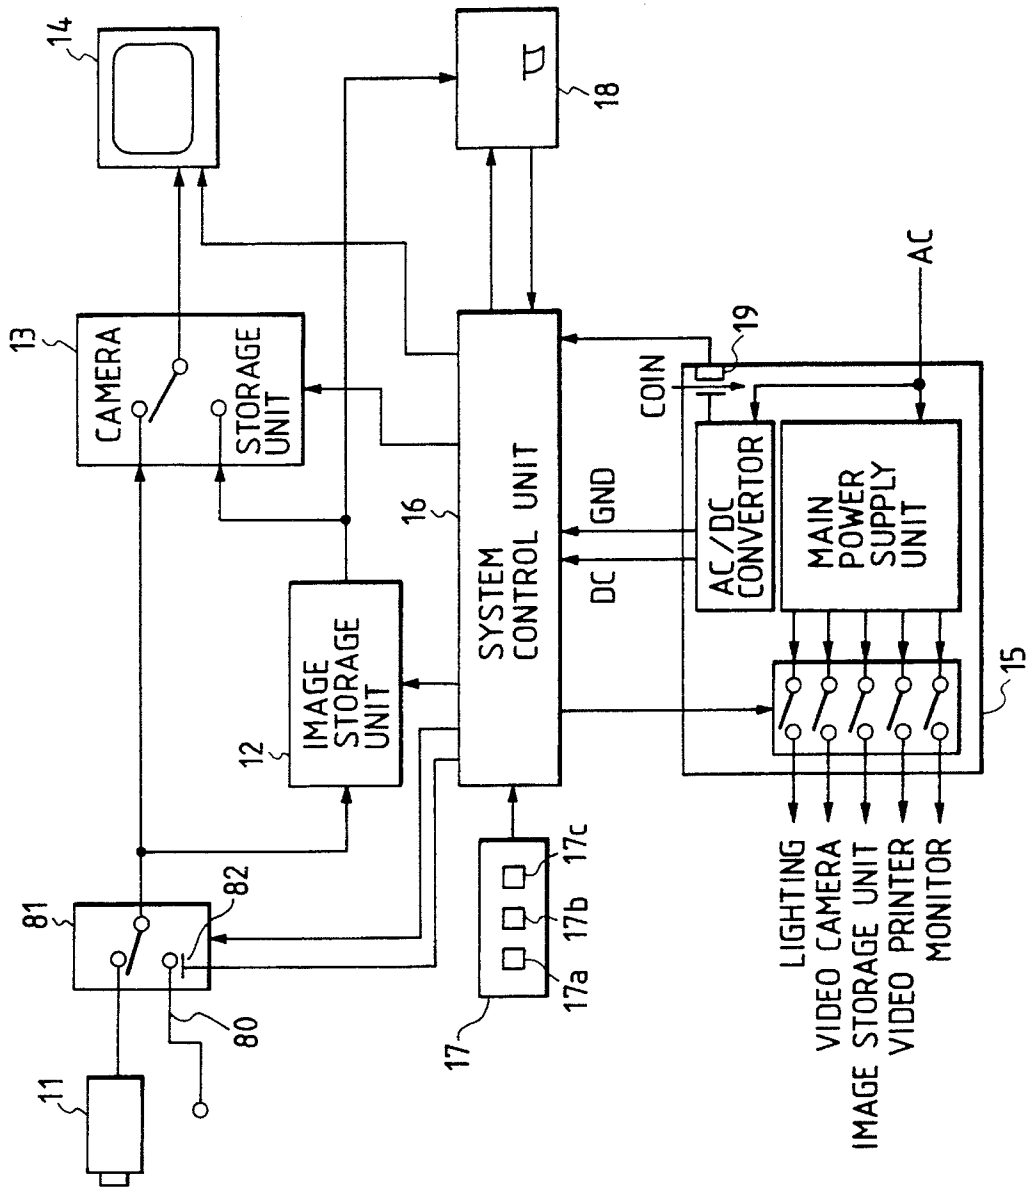 11
80
81
82
12
IMAGE
STORAGE
UNIT
13
CAMERA
STORAGE
UNIT
14
17
17a
17b
17c
16
SYSTEM
CONTROL UNIT
18
DC
GND
COIN
19
AC
AC/DC
CONVERTOR
MAIN
POWER
SUPPLY
UNIT
15
LIGHTING
VIDEO CAMERA
IMAGE STORAGE UNIT
VIDEO PRINTER
MONITOR